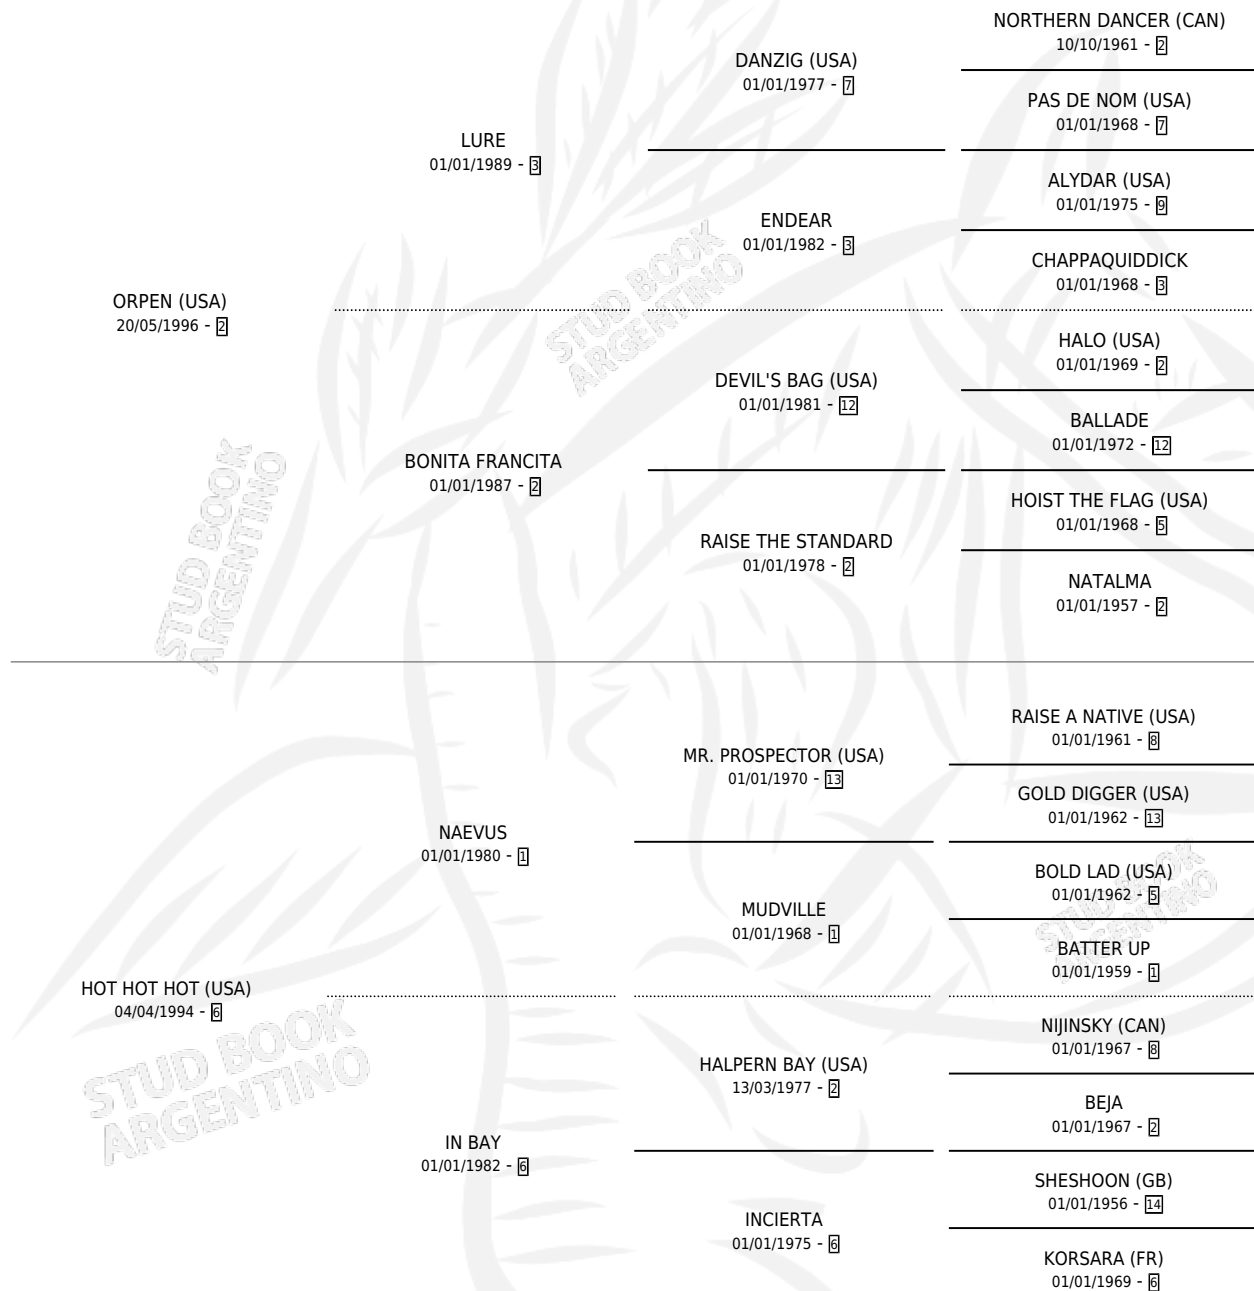 NORTHERN DANCER (CAN)
10/10/1961 - 2
DANZIG (USA)
01/01/1977 - 7
PAS DE NOM (USA)
01/01/1968 - 7
LURE
01/01/1989 - 3
ALYDAR (USA)
01/01/1975 - 9
ENDEAR
01/01/1982 - 3
CHAPPAQUIDDICK
01/01/1968 - 3
ORPEN (USA)
20/05/1996 - 2
STUD BOOK
ARGENTINO
HALO (USA)
01/01/1969 - 2
DEVIL'S BAG (USA)
01/01/1981 - 12
BALLADE
01/01/1972 - 12
BONITA FRANCITA
01/01/1987 - 2
HOIST THE FLAG (USA)
01/01/1968 - 5
RAISE THE STANDARD
01/01/1978 - 2
NATALMA
01/01/1957 - 2
STUD BOOK
ARGENTINO
RAISE A NATIVE (USA)
01/01/1961 - 8
MR. PROSPECTOR (USA)
01/01/1970 - 13
GOLD DIGGER (USA)
01/01/1962 - 13
NAEVUS
01/01/1980 - 1
BOLD LAD (USA)
01/01/1962 - 5
MUDVILLE
01/01/1968 - 1
BATTER UP
01/01/1959 - 1
STUD BOOK
ARGENTINO
HOT HOT HOT (USA)
04/04/1994 - 6
NIJINSKY (CAN)
01/01/1967 - 8
HALPERN BAY (USA)
13/03/1977 - 2
BEJA
01/01/1967 - 2
STUD BOOK
ARGENTINO
IN BAY
01/01/1982 - 6
SHESHOON (GB)
01/01/1956 - 14
INCIERTA
01/01/1975 - 6
KORSARA (FR)
01/01/1969 - 6